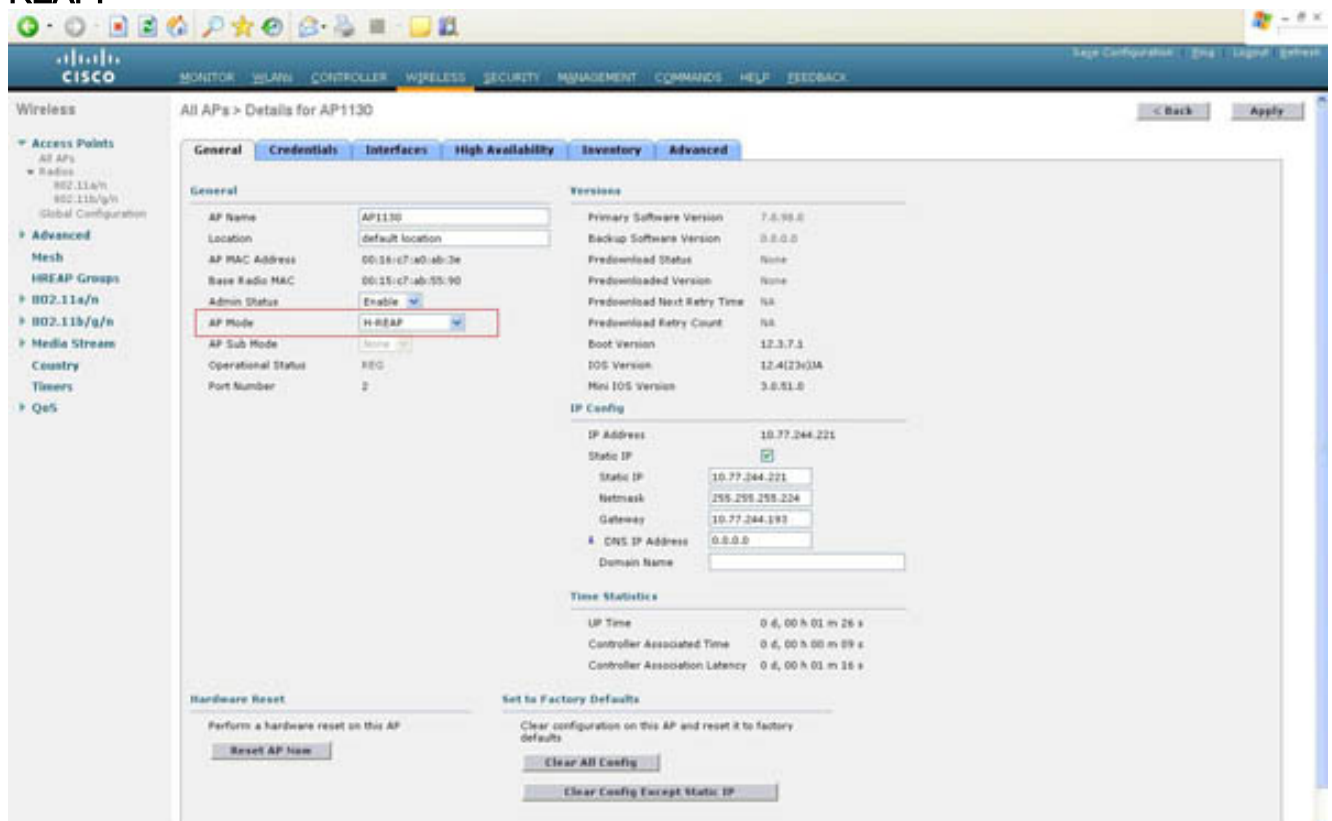 CISCO
MONITOR WLANs CONTROLLER WIRELESS SECURITY MANAGEMENT COMMANDS HELP FEEDBACK
Save Configuration Ping Logout Refresh
Wireless
All APs > Details for AP1130
< Back
Apply
Access Points
All APs
Radios
802.11a/n
802.11b/g/n
Global Configuration
Advanced
Mesh
HREAP Groups
802.11a/n
802.11b/g/n
Media Stream
Country
Timers
QoS
General Credentials Interfaces High Availability Inventory Advanced
General
AP Name AP1130
Location default location
AP MAC Address 00:16:c7:a0:ab:3e
Base Radio MAC 00:15:c7:ab:55:90
Admin Status Enable
AP Mode H-REAP
AP Sub Mode None
Operational Status REG
Port Number 2
Versions
Primary Software Version 7.0.98.0
Backup Software Version 0.0.0.0
Predownload Status None
Predownloaded Version None
Predownload Next Retry Time NA
Predownload Retry Count NA
Boot Version 12.3.7.1
IOS Version 12.4(23c)JA
Mini IOS Version 3.0.51.0
IP Config
IP Address 10.77.244.221
Static IP
Static IP 10.77.244.221
Netmask 255.255.255.224
Gateway 10.77.244.193
DNS IP Address 0.0.0.0
Domain Name
Time Statistics
UP Time 0 d, 00 h 01 m 26 s
Controller Associated Time 0 d, 00 h 00 m 09 s
Controller Association Latency 0 d, 00 h 01 m 16 s
Hardware Reset
Perform a hardware reset on this AP
Reset AP Now
Set to Factory Defaults
Clear configuration on this AP and reset it to factory
defaults
Clear All Config
Clear Config Except Static IP